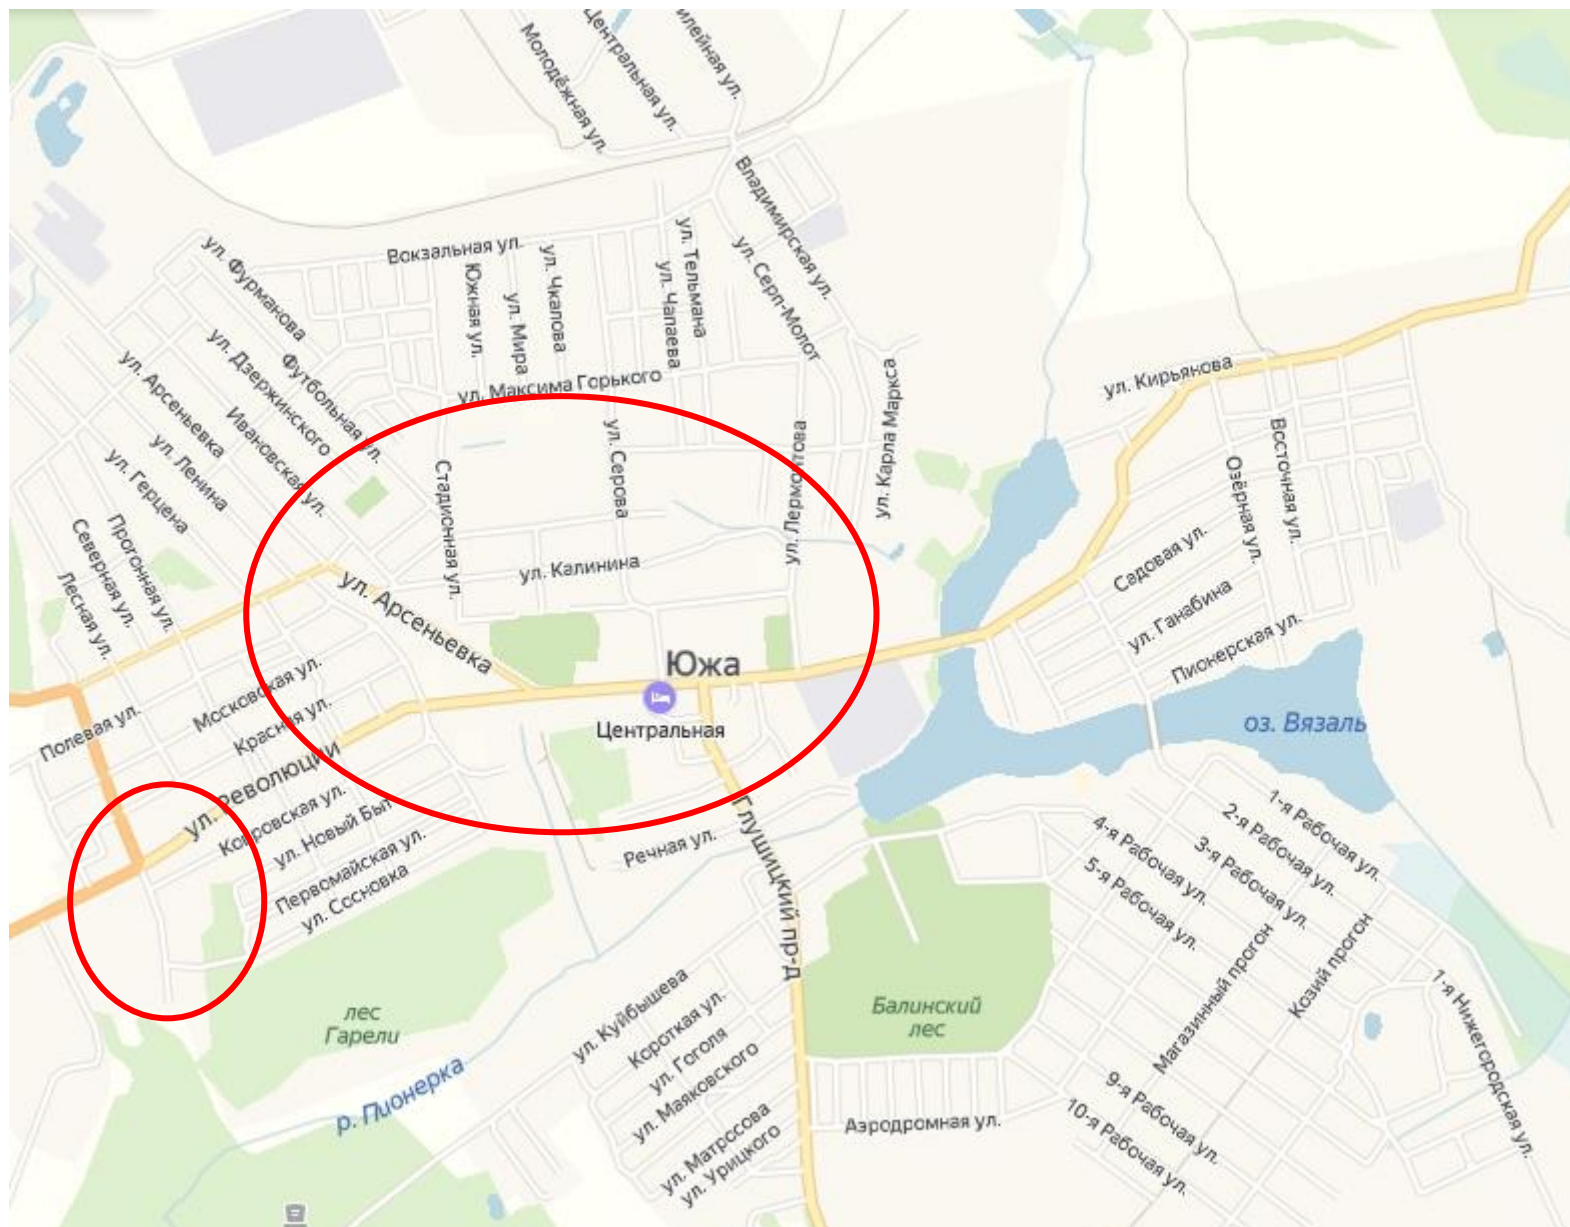 Центральная ул.
Молодёжная ул.
Владимирская ул.
ул. Фурманова
Вокзальная ул.
Южная ул.
ул. Мира
ул. Чкалова
ул. Тельмана
ул. Чапаева
ул. Серп-Молот
ул. Дзержинского
Футбольная ул.
ул. Арсеньевка
Ивановская ул.
ул. Ленина
ул. Герцена
ул. Максима Горького
ул. Карла Маркса
ул. Кирьянова
ул. Серова
Стадионная ул.
ул. Лермонтова
Озёрная ул.
Восточная ул.
Прогонная ул.
Северная ул.
Лесная ул.
ул. Калинина
ул. Арсеньевка
Садовая ул.
ул. Ганабина
Пионерская ул.
Южа
Центральная
Московская ул.
Красная ул.
Полевая ул.
ул. Революции
оз. Вязаль
Ковровская ул.
ул. Новый Быт
Первомайская ул.
ул. Сосновка
Речная ул.
Глушицкий пр-д
1-я Рабочая ул.
2-я Рабочая ул.
3-я Рабочая ул.
4-я Рабочая ул.
5-я Рабочая ул.
Магазинный прогон
Козий прогон
1-я Нижегородская ул.
лес
Гарели
Балинский
лес
р. Пионерка
ул. Куйбышева
Короткая ул.
ул. Гоголя
ул. Маяковского
ул. Матросова
ул. Урицкого
Аэродромная ул.
9-я Рабочая ул.
10-я Рабочая ул.